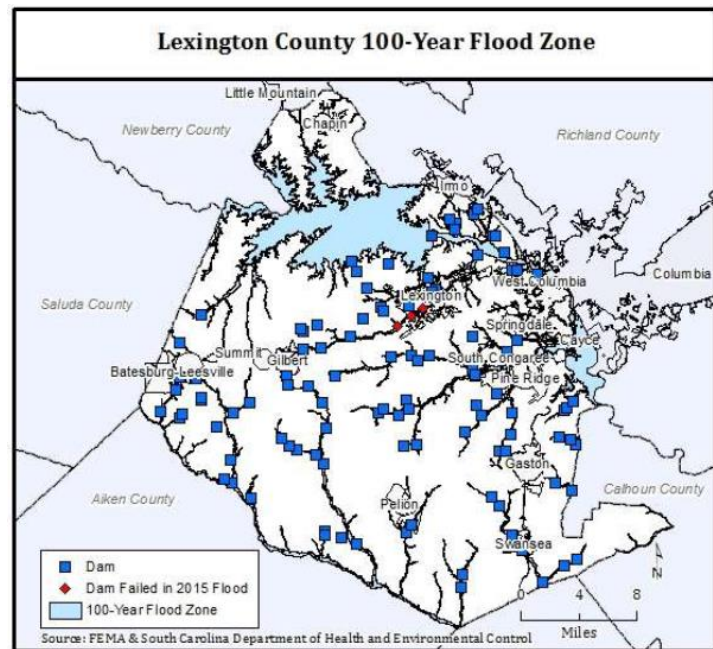 Lexington County 100-Year Flood Zone
Little Mountain
Chapin
Newberry County
Richland County
Irmo
Columbia
West Columbia
Lexington
Saluda County
Springdale
Cayce
Summit
Gilbert
South Congaree
Batesburg-Leesville
Pine Ridge
Gaston
Calhoun County
Aiken County
Pelion
Swansea
N
Dam
Dam Failed in 2015 Flood
100-Year Flood Zone
0 4 8
Miles
Source: FEMA & South Carolina Department of Health and Environmental Control